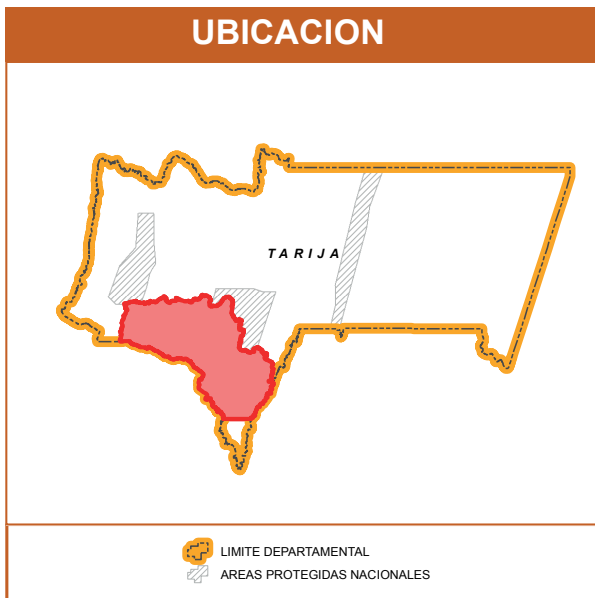 UBICACION
TARIJA
LIMITE DEPARTAMENTAL
AREAS PROTEGIDAS NACIONALES